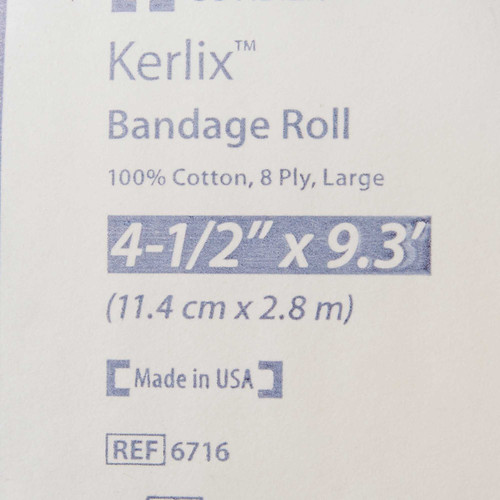 Kerlix™
Bandage Roll
100% Cotton, 8 Ply, Large
4-1/2" x 9.3'
(11.4 cm x 2.8 m)
Made in USA
REF 6716